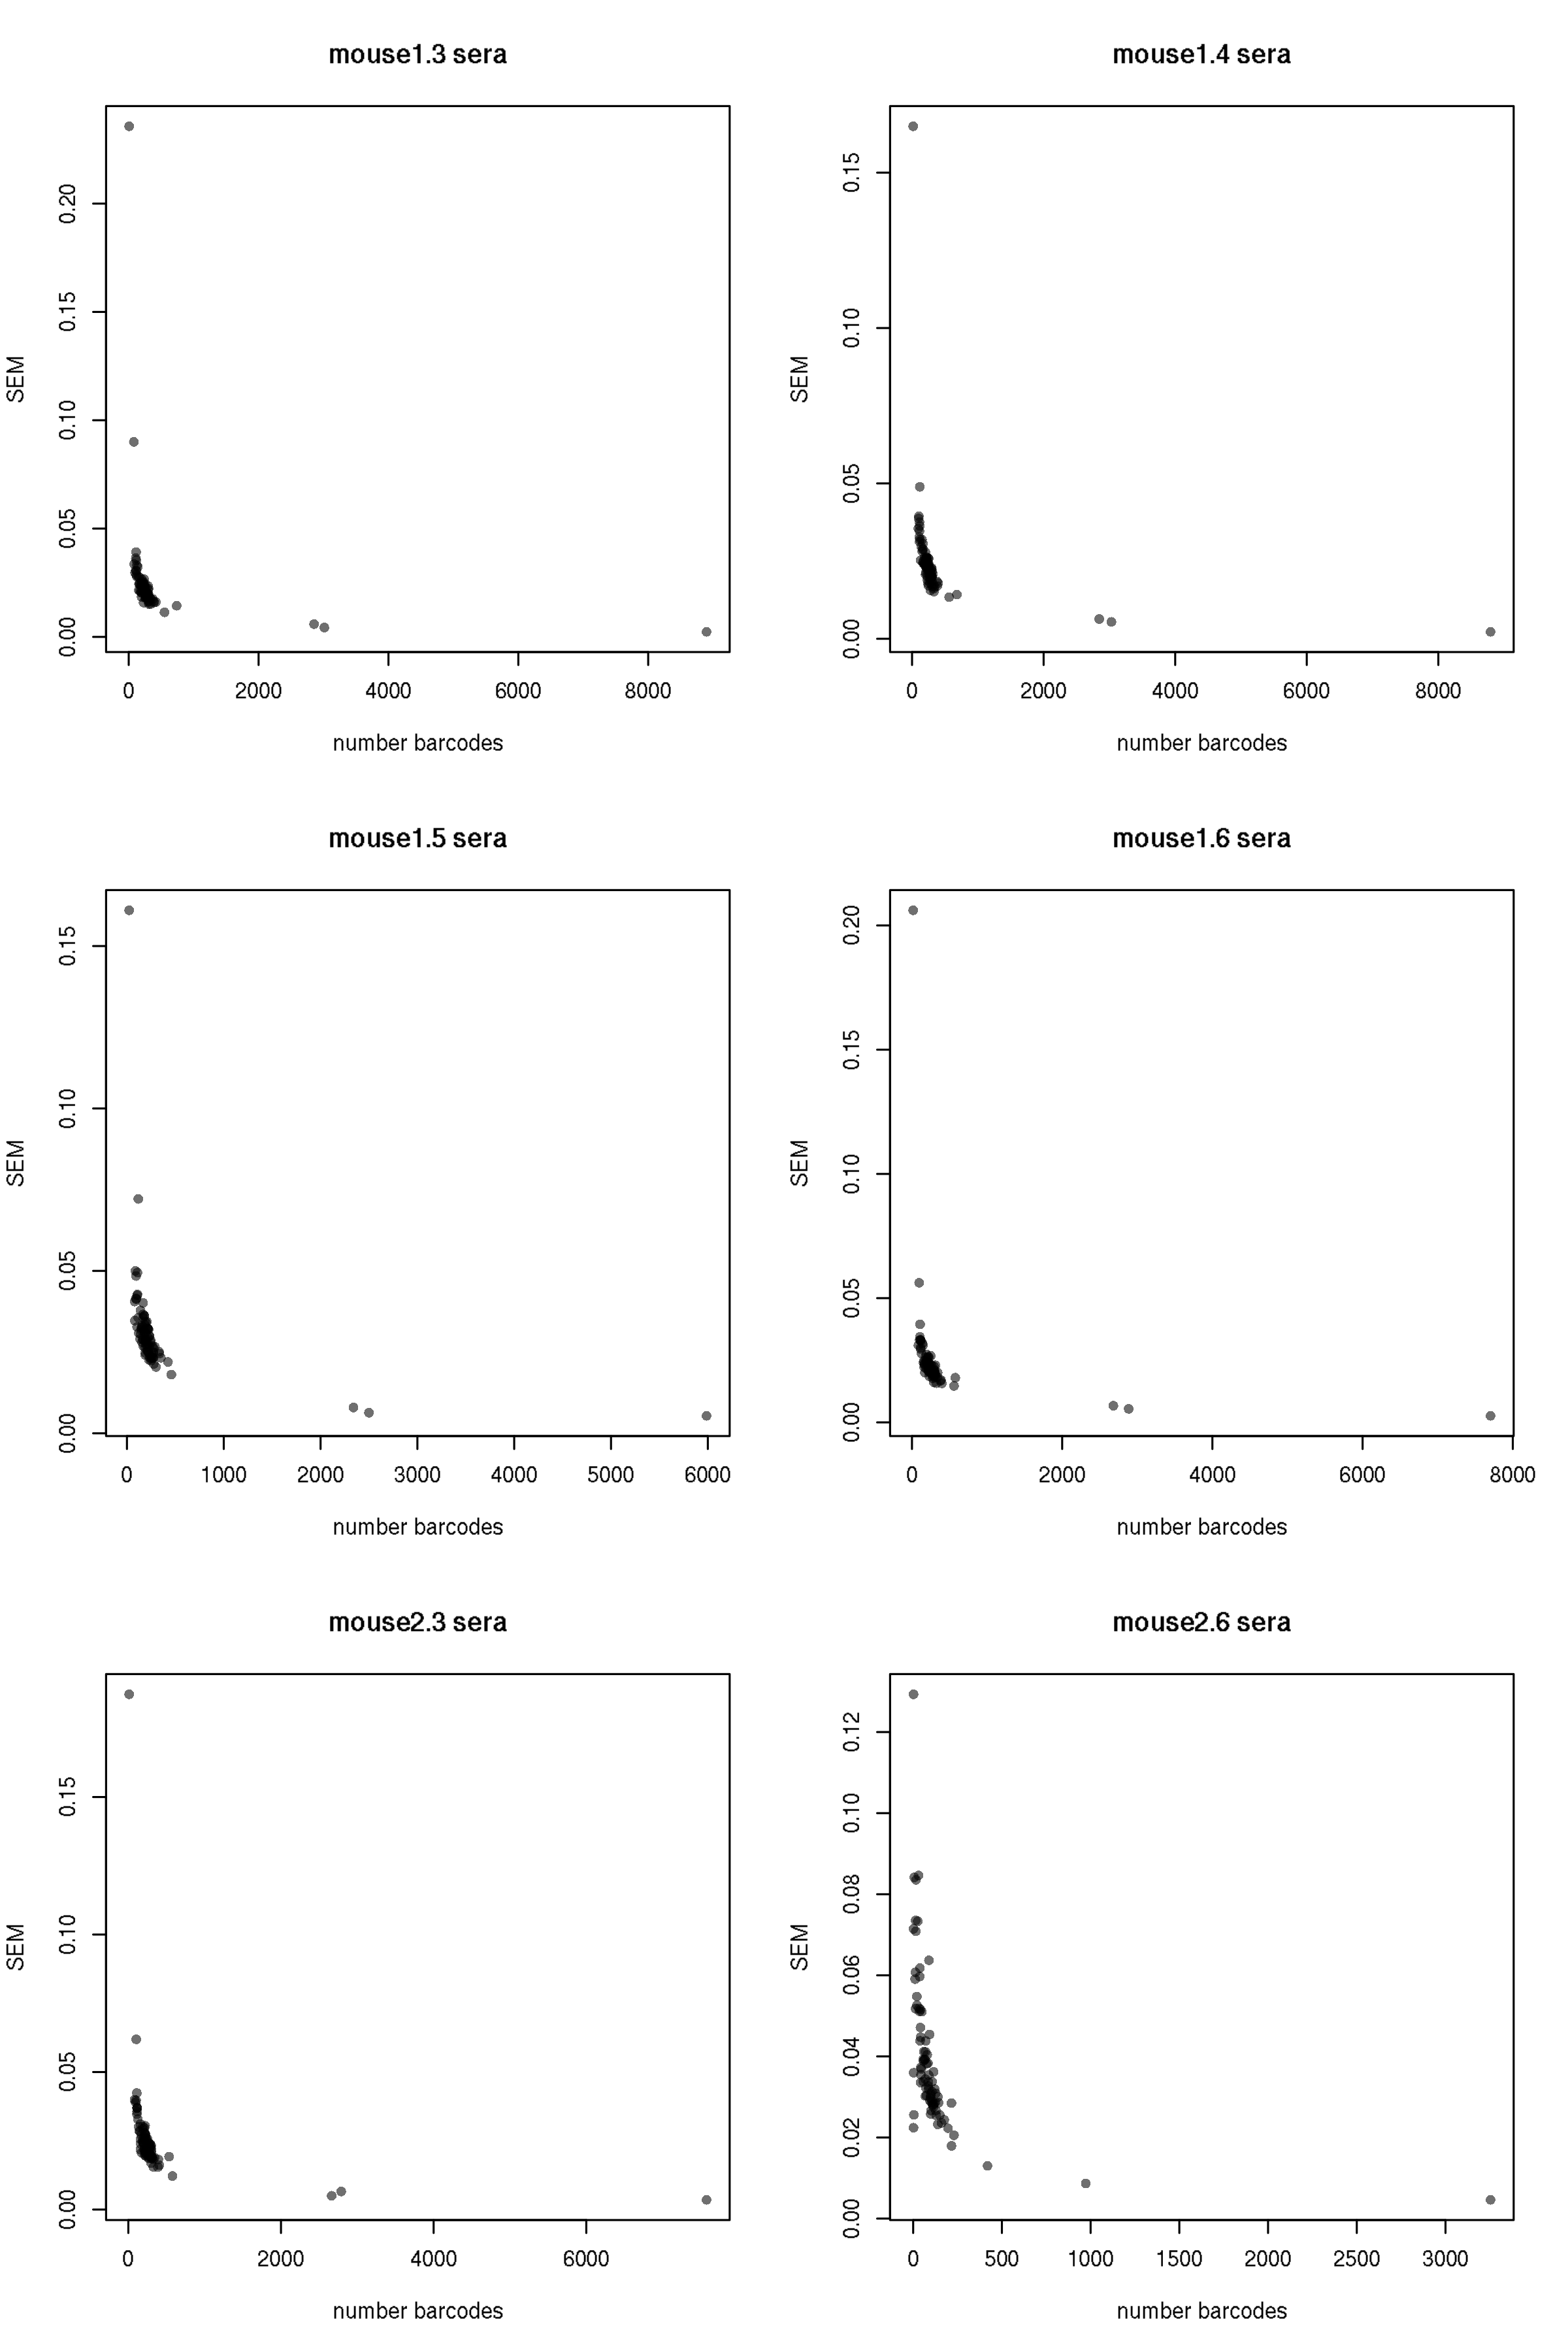 mouse1.3 sera
SEM
0.00 0.05 0.10 0.15 0.20
0 2000 4000 6000 8000
number barcodes
mouse1.4 sera
SEM
0.00 0.05 0.10 0.15
0 2000 4000 6000 8000
number barcodes
mouse1.5 sera
SEM
0.00 0.05 0.10 0.15
0 1000 2000 3000 4000 5000 6000
number barcodes
mouse1.6 sera
SEM
0.00 0.05 0.10 0.15 0.20
0 2000 4000 6000 8000
number barcodes
mouse2.3 sera
SEM
0.00 0.05 0.10 0.15
0 2000 4000 6000
number barcodes
mouse2.6 sera
SEM
0.00 0.02 0.04 0.06 0.08 0.10 0.12
0 500 1000 1500 2000 2500 3000
number barcodes